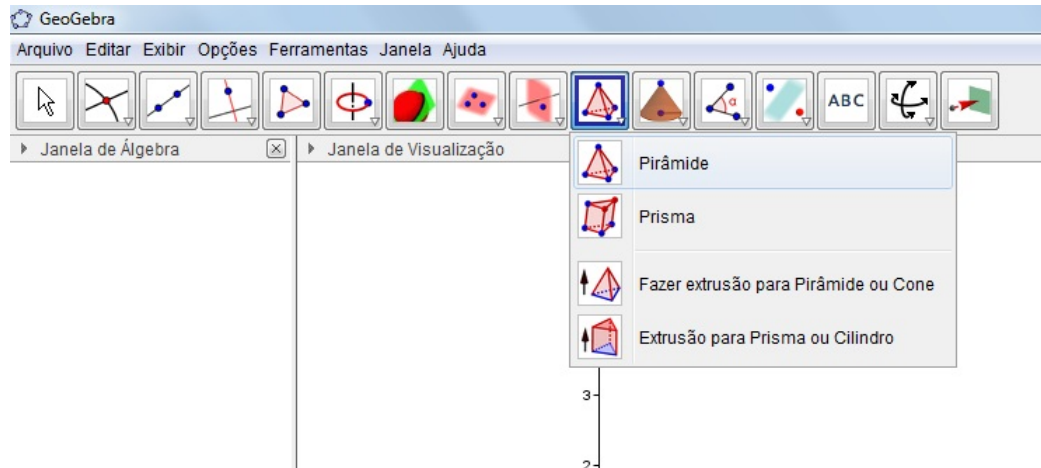 GeoGebra
Arquivo Editar Exibir Opções Ferramentas Janela Ajuda
α ABC
Janela de Álgebra
Janela de Visualização
Pirâmide
Prisma
Fazer extrusão para Pirâmide ou Cone
Extrusão para Prisma ou Cilindro
3
2